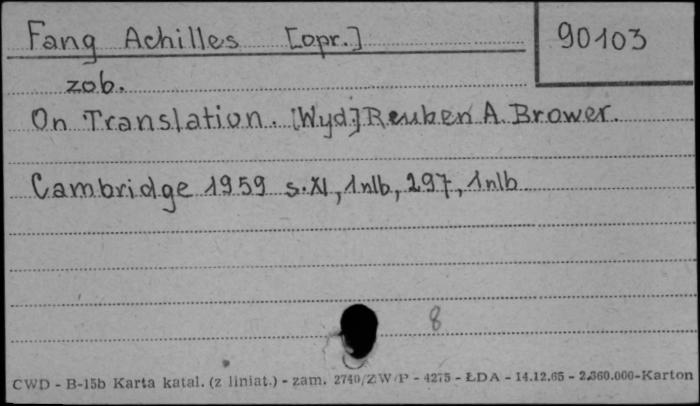 Fang Achilles [opr.]
90103
zob.
On Translation. [Wyd.] Reuben A. Brower.
Cambridge 1959 s. XI, 1 nlb, 297, 1 nlb
8
CWD - B-15b Karta katal. (z liniat.) - zam. 2740/ZW/P - 4275 - ŁDA - 14.12.65 - 2.360.000-Karton